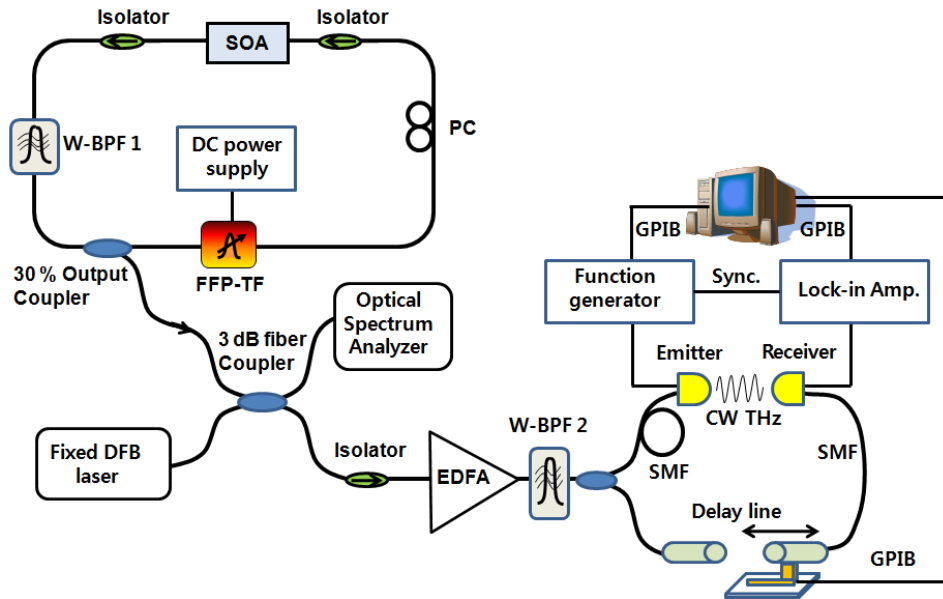 Isolator
Isolator
SOA
W-BPF 1
DC power
supply
PC
30 % Output
Coupler
FFP-TF
GPIB
GPIB
Function
generator
Sync.
Lock-in Amp.
Optical
Spectrum
Analyzer
3 dB fiber
Coupler
Emitter
Receiver
CW THz
Fixed DFB
laser
Isolator
EDFA
W-BPF 2
SMF
SMF
Delay line
GPIB